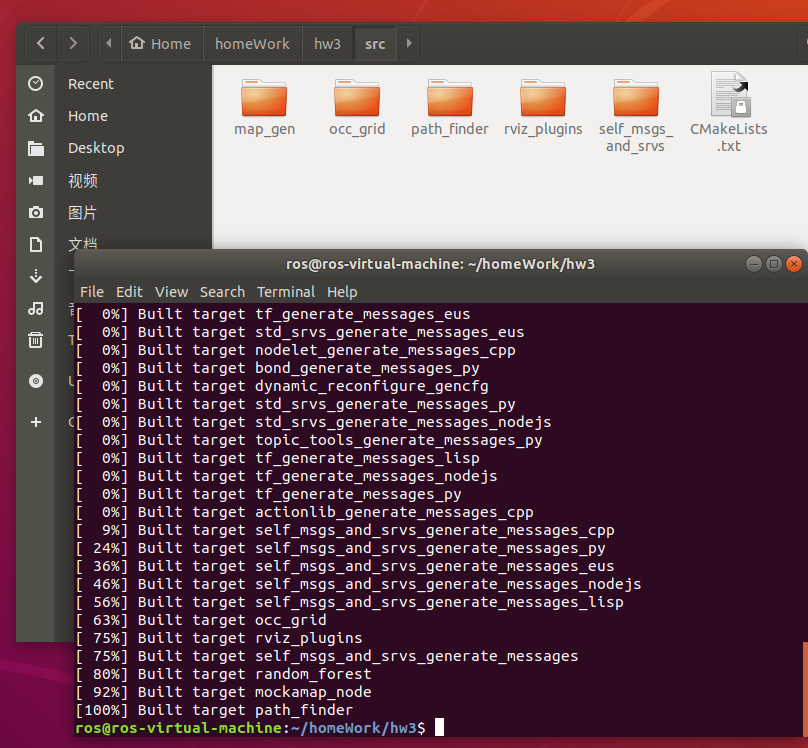 Home homeWork hw3 src
Recent
Home
Desktop
视频
图片
文档
map_gen
occ_grid
path_finder
rviz_plugins
self_msgs_
and_srvs
CMakeLists
.txt
ros@ros-virtual-machine: ~/homeWork/hw3
File Edit View Search Terminal Help
[  0%] Built target tf_generate_messages_eus
[  0%] Built target std_srvs_generate_messages_eus
[  0%] Built target nodelet_generate_messages_cpp
[  0%] Built target bond_generate_messages_py
[  0%] Built target dynamic_reconfigure_gencfg
[  0%] Built target std_srvs_generate_messages_py
[  0%] Built target std_srvs_generate_messages_nodejs
[  0%] Built target topic_tools_generate_messages_py
[  0%] Built target tf_generate_messages_lisp
[  0%] Built target tf_generate_messages_nodejs
[  0%] Built target tf_generate_messages_py
[  0%] Built target actionlib_generate_messages_cpp
[  9%] Built target self_msgs_and_srvs_generate_messages_cpp
[ 24%] Built target self_msgs_and_srvs_generate_messages_py
[ 36%] Built target self_msgs_and_srvs_generate_messages_eus
[ 46%] Built target self_msgs_and_srvs_generate_messages_nodejs
[ 56%] Built target self_msgs_and_srvs_generate_messages_lisp
[ 63%] Built target occ_grid
[ 75%] Built target rviz_plugins
[ 75%] Built target self_msgs_and_srvs_generate_messages
[ 80%] Built target random_forest
[ 92%] Built target mockamap_node
[100%] Built target path_finder
ros@ros-virtual-machine:~/homeWork/hw3$